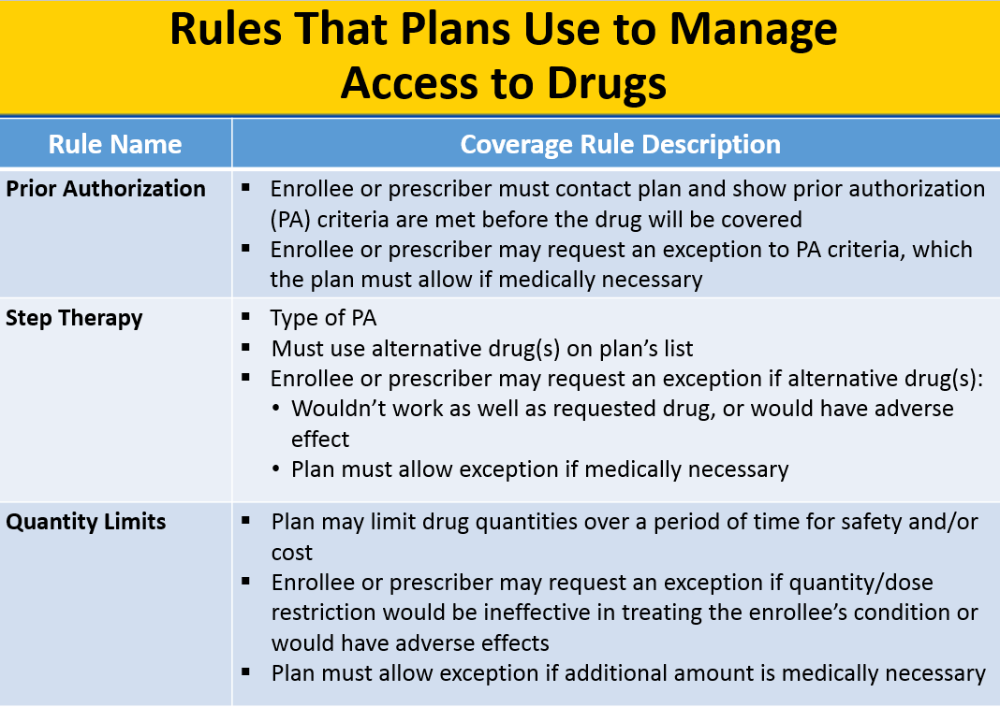 Rules That Plans Use to Manage
Access to Drugs
Rule Name
Coverage Rule Description
Prior Authorization
▪ Enrollee or prescriber must contact plan and show prior authorization
(PA) criteria are met before the drug will be covered
▪ Enrollee or prescriber may request an exception to PA criteria, which
the plan must allow if medically necessary
Step Therapy
▪ Type of PA
▪ Must use alternative drug(s) on plan’s list
▪ Enrollee or prescriber may request an exception if alternative drug(s):
• Wouldn’t work as well as requested drug, or would have adverse
effect
• Plan must allow exception if medically necessary
Quantity Limits
▪ Plan may limit drug quantities over a period of time for safety and/or
cost
▪ Enrollee or prescriber may request an exception if quantity/dose
restriction would be ineffective in treating the enrollee’s condition or
would have adverse effects
▪ Plan must allow exception if additional amount is medically necessary